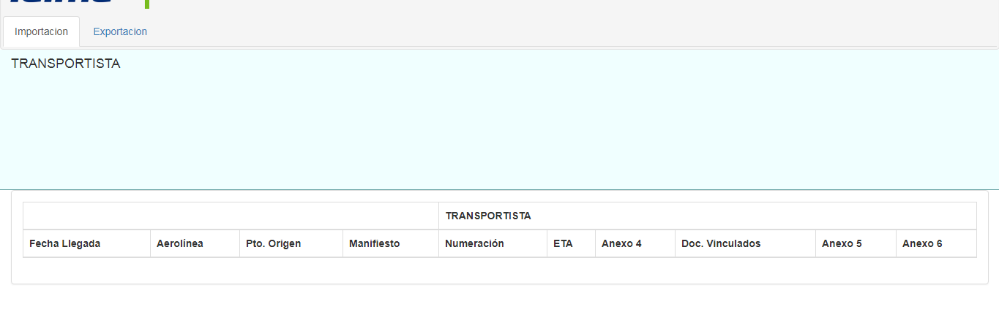 Importacion Exportacion
TRANSPORTISTA
TRANSPORTISTA
Fecha Llegada Aerolínea Pto. Origen Manifiesto Numeración ETA Anexo 4 Doc. Vinculados Anexo 5 Anexo 6